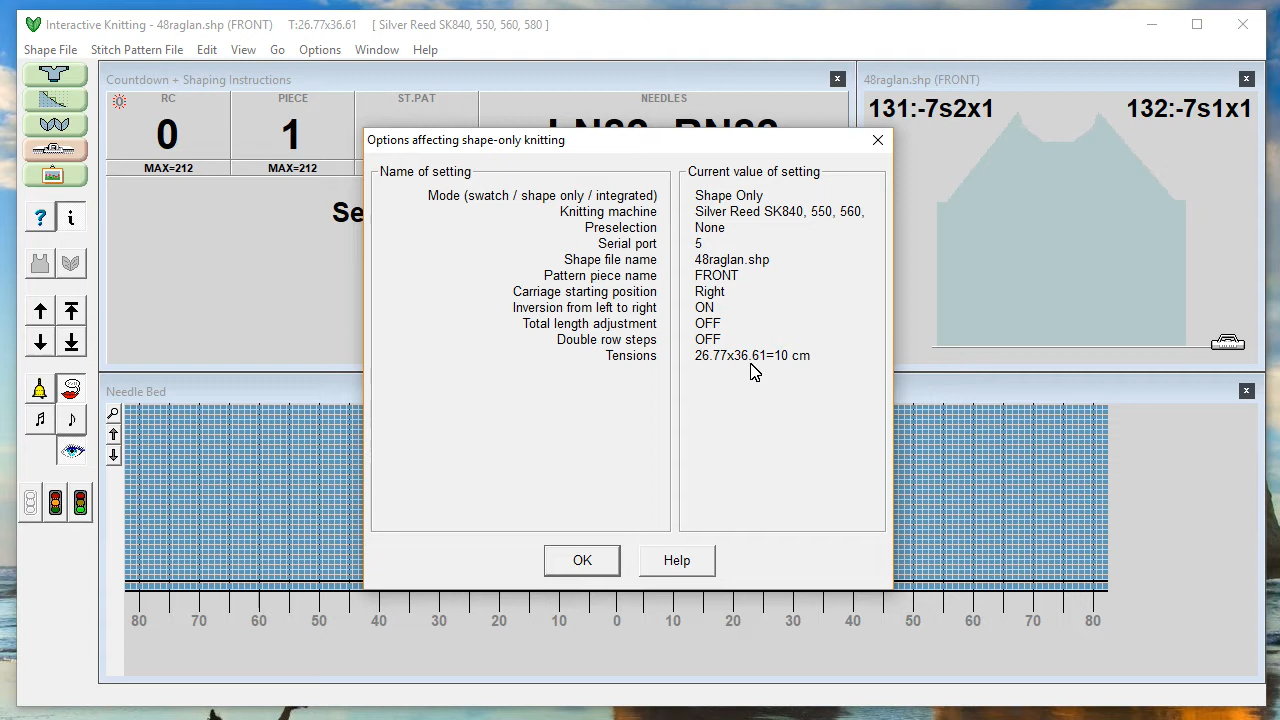 Interactive Knitting - 48raglan.shp (FRONT) T:26.77x36.61 [ Silver Reed SK840, 550, 560, 580 ]
Shape File Stitch Pattern File Edit View Go Options Window Help
Countdown + Shaping Instructions
48raglan.shp (FRONT)
RC PIECE ST.PAT NEEDLES
0 1
MAX=212 MAX=212
Se
131:-7s2x1 132:-7s1x1
Options affecting shape-only knitting
Name of setting Current value of setting
Mode (swatch / shape only / integrated) Shape Only
Knitting machine Silver Reed SK840, 550, 560,
Preselection None
Serial port 5
Shape file name 48raglan.shp
Pattern piece name FRONT
Carriage starting position Right
Inversion from left to right ON
Total length adjustment OFF
Double row steps OFF
Tensions 26.77x36.61=10 cm
OK Help
Needle Bed
80 70 60 50 40 30 20 10 0 10 20 30 40 50 60 70 80